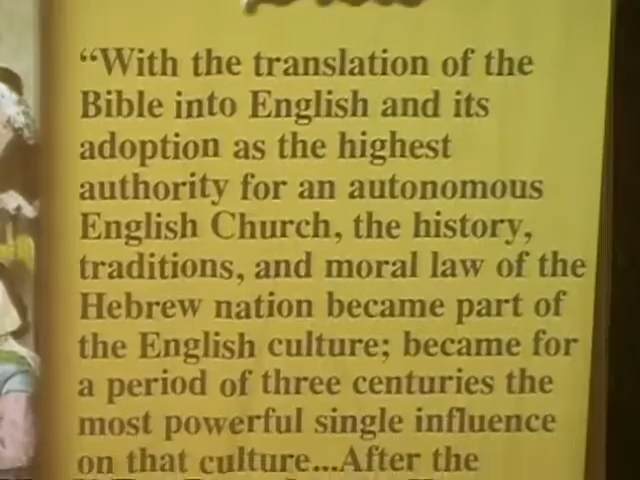 “With the translation of the
Bible into English and its
adoption as the highest
authority for an autonomous
English Church, the history,
traditions, and moral law of the
Hebrew nation became part of
the English culture; became for
a period of three centuries the
most powerful single influence
on that culture...After the